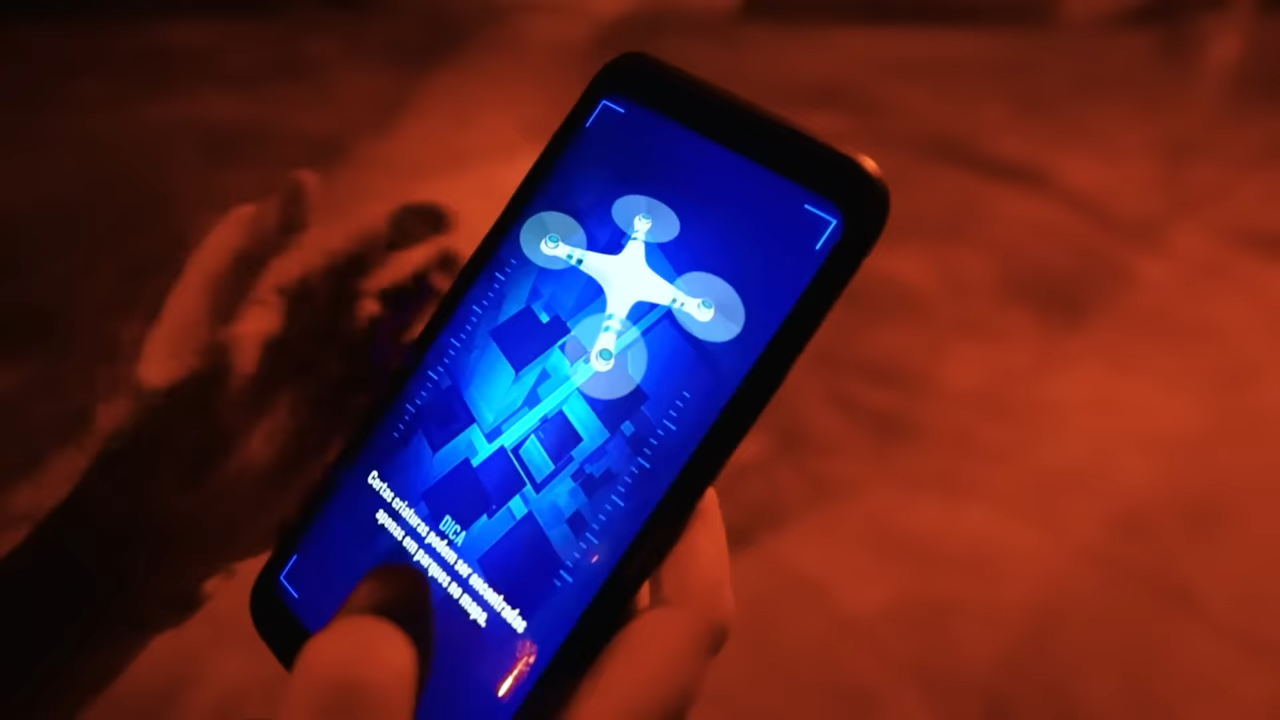 DICA
Certas criaturas podem ser encontradas
apenas em parques no mapa.